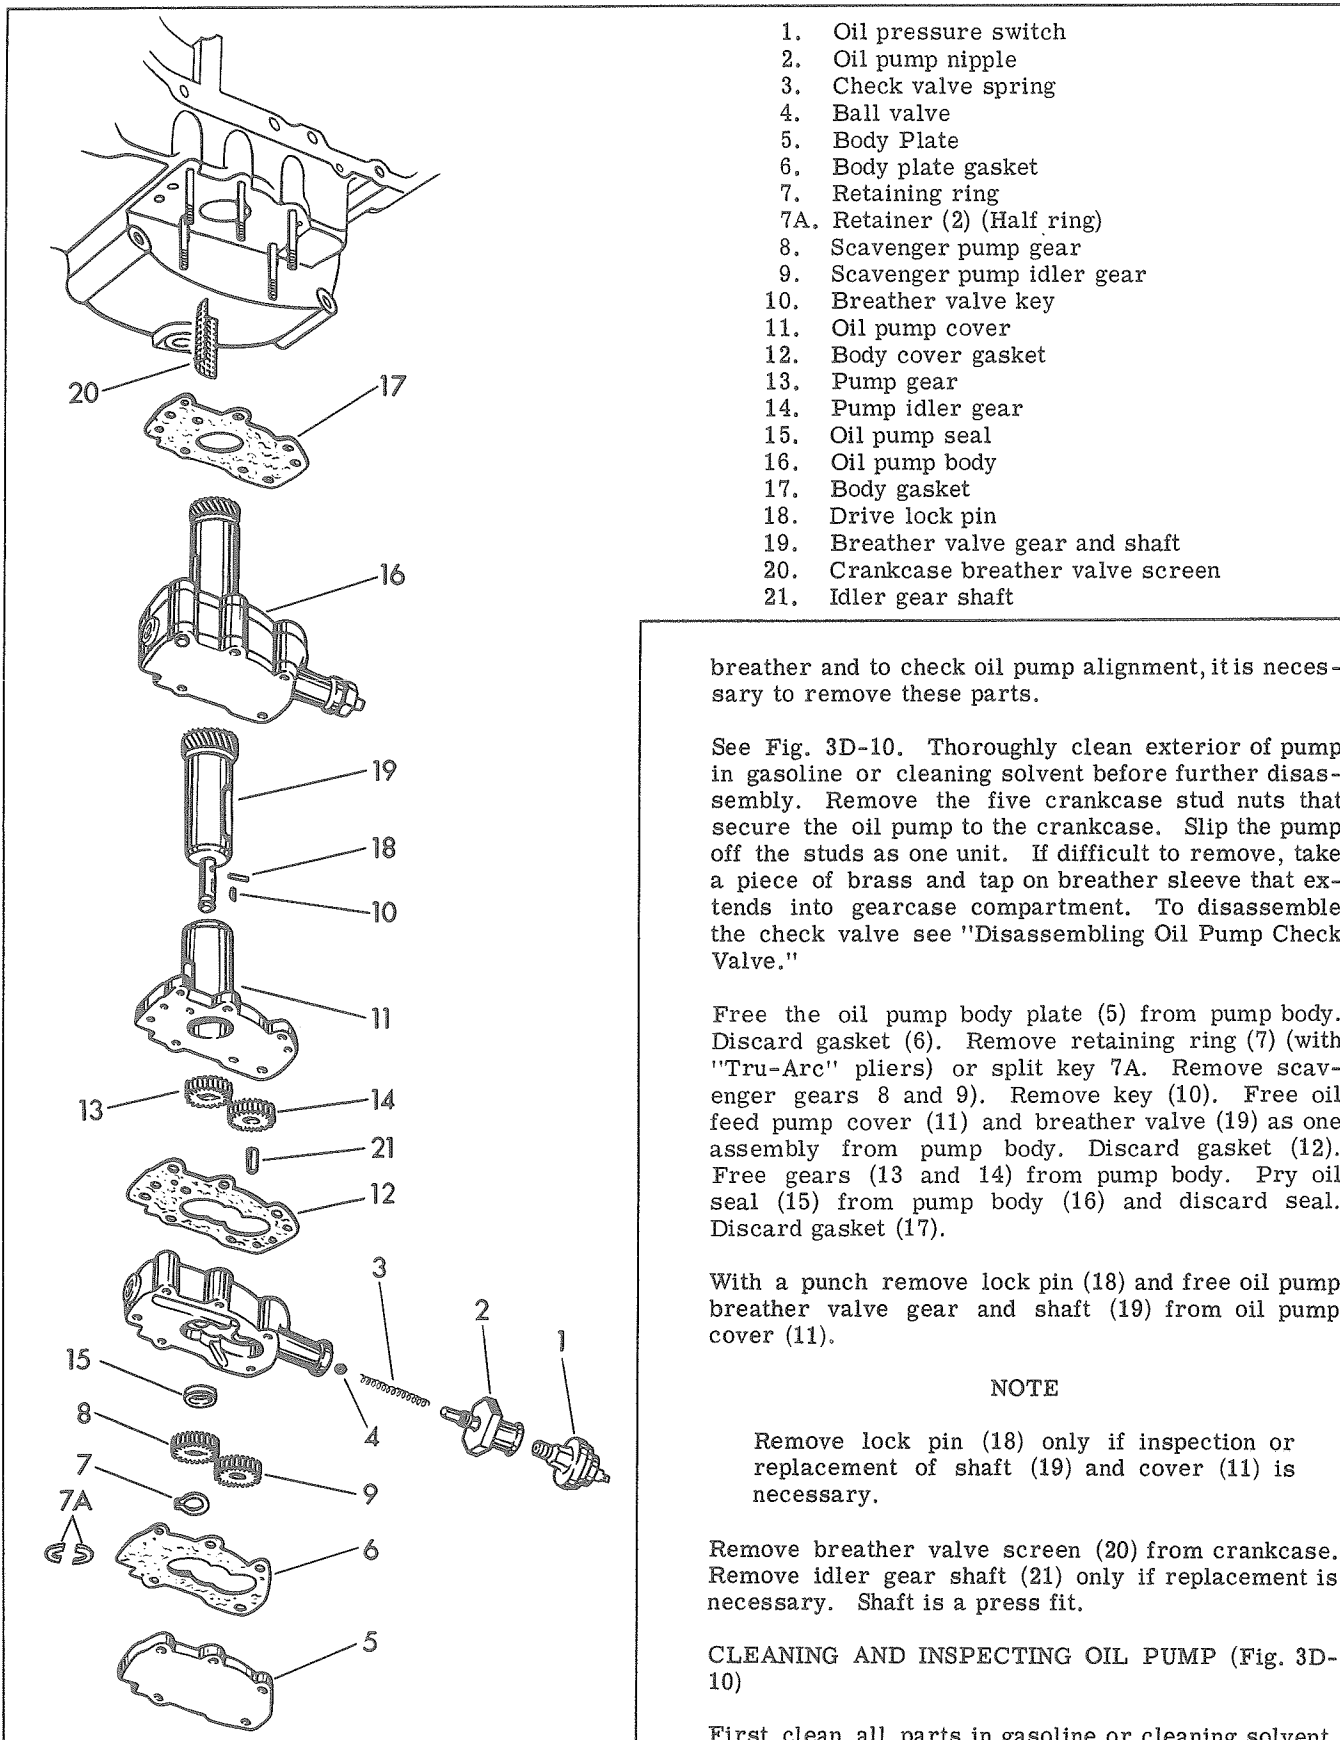 1. Oil pressure switch
2. Oil pump nipple
3. Check valve spring
4. Ball valve
5. Body Plate
6. Body plate gasket
7. Retaining ring
7A. Retainer (2) (Half ring)
8. Scavenger pump gear
9. Scavenger pump idler gear
10. Breather valve key
11. Oil pump cover
12. Body cover gasket
13. Pump gear
14. Pump idler gear
15. Oil pump seal
16. Oil pump body
17. Body gasket
18. Drive lock pin
19. Breather valve gear and shaft
20. Crankcase breather valve screen
21. Idler gear shaft
20
17
16
19
18
10
11
13
14
21
12
3
2
1
15
4
8
7
9
7A
6
5
breather and to check oil pump alignment, it is neces-
sary to remove these parts.
See Fig. 3D-10. Thoroughly clean exterior of pump
in gasoline or cleaning solvent before further disas-
sembly. Remove the five crankcase stud nuts that
secure the oil pump to the crankcase. Slip the pump
off the studs as one unit. If difficult to remove, take
a piece of brass and tap on breather sleeve that ex-
tends into gearcase compartment. To disassemble
the check valve see "Disassembling Oil Pump Check
Valve."
Free the oil pump body plate (5) from pump body.
Discard gasket (6). Remove retaining ring (7) (with
"Tru-Arc" pliers) or split key 7A. Remove scav-
enger gears 8 and 9). Remove key (10). Free oil
feed pump cover (11) and breather valve (19) as one
assembly from pump body. Discard gasket (12).
Free gears (13 and 14) from pump body. Pry oil
seal (15) from pump body (16) and discard seal.
Discard gasket (17).
With a punch remove lock pin (18) and free oil pump
breather valve gear and shaft (19) from oil pump
cover (11).
NOTE
Remove lock pin (18) only if inspection or
replacement of shaft (19) and cover (11) is
necessary.
Remove breather valve screen (20) from crankcase.
Remove idler gear shaft (21) only if replacement is
necessary. Shaft is a press fit.
CLEANING AND INSPECTING OIL PUMP (Fig. 3D-
10)
First clean all parts in gasoline or cleaning solvent.